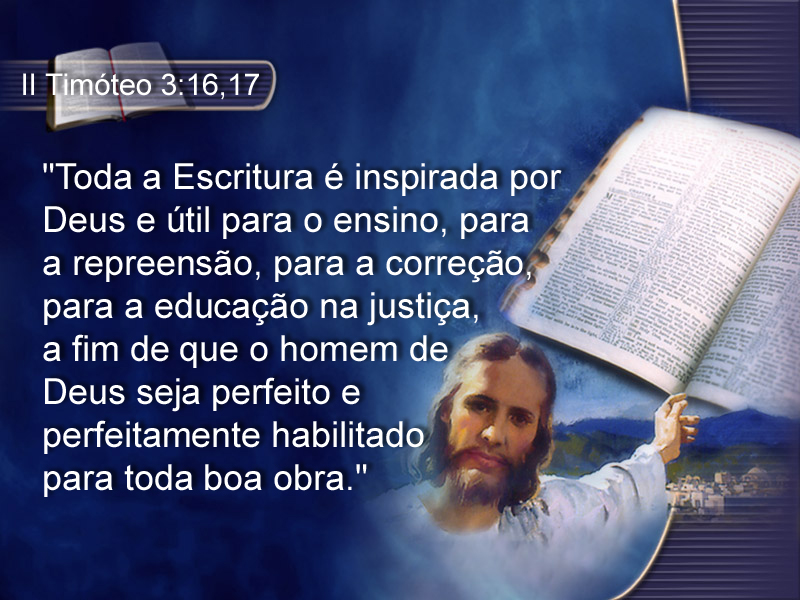 II Timóteo 3:16,17
"Toda a Escritura é inspirada por
Deus e útil para o ensino, para
a repreensão, para a correção,
para a educação na justiça,
a fim de que o homem de
Deus seja perfeito e
perfeitamente habilitado
para toda boa obra."